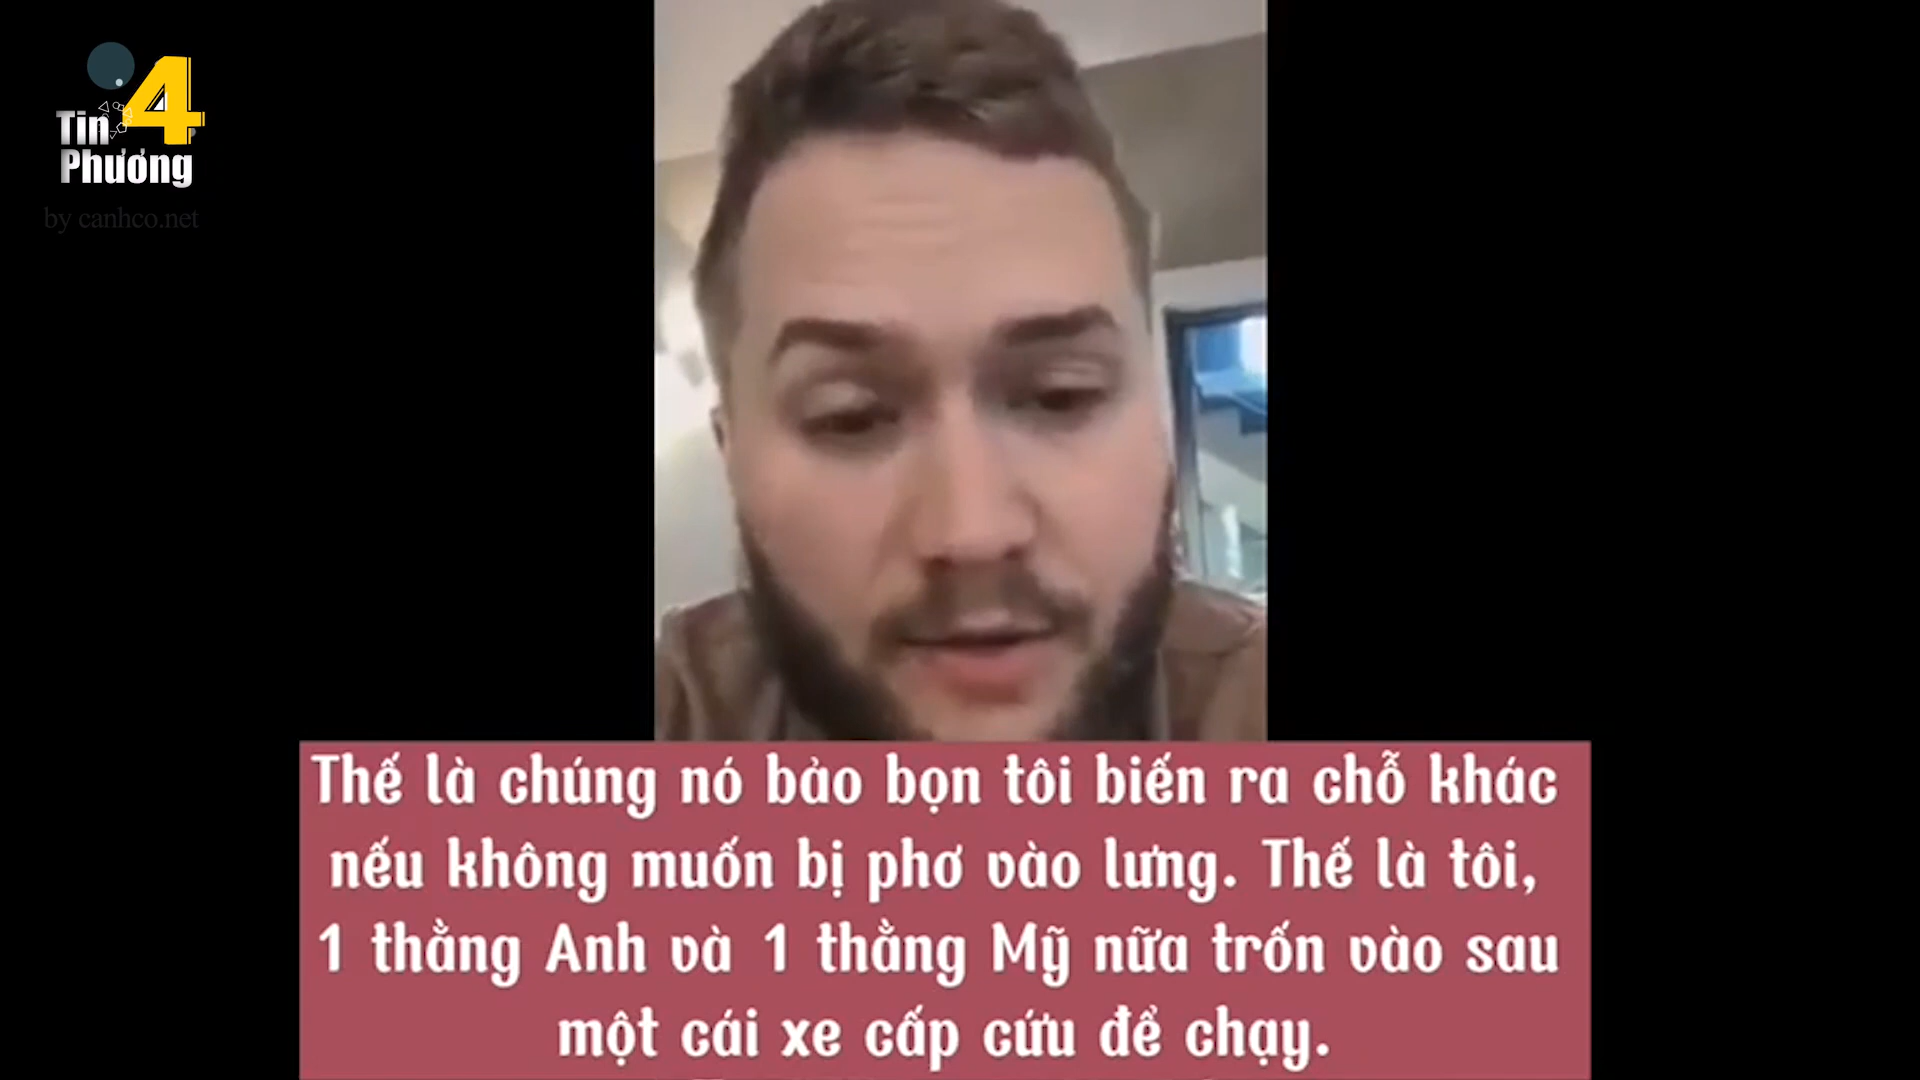 Tin 4
Phương
by canhco.net
Thế là chúng nó bảo bọn tôi biến ra chỗ khác
nếu không muốn bị phơ vào lưng. Thế là tôi,
1 thằng Anh và 1 thằng Mỹ nữa trốn vào sau
một cái xe cấp cứu để chạy.